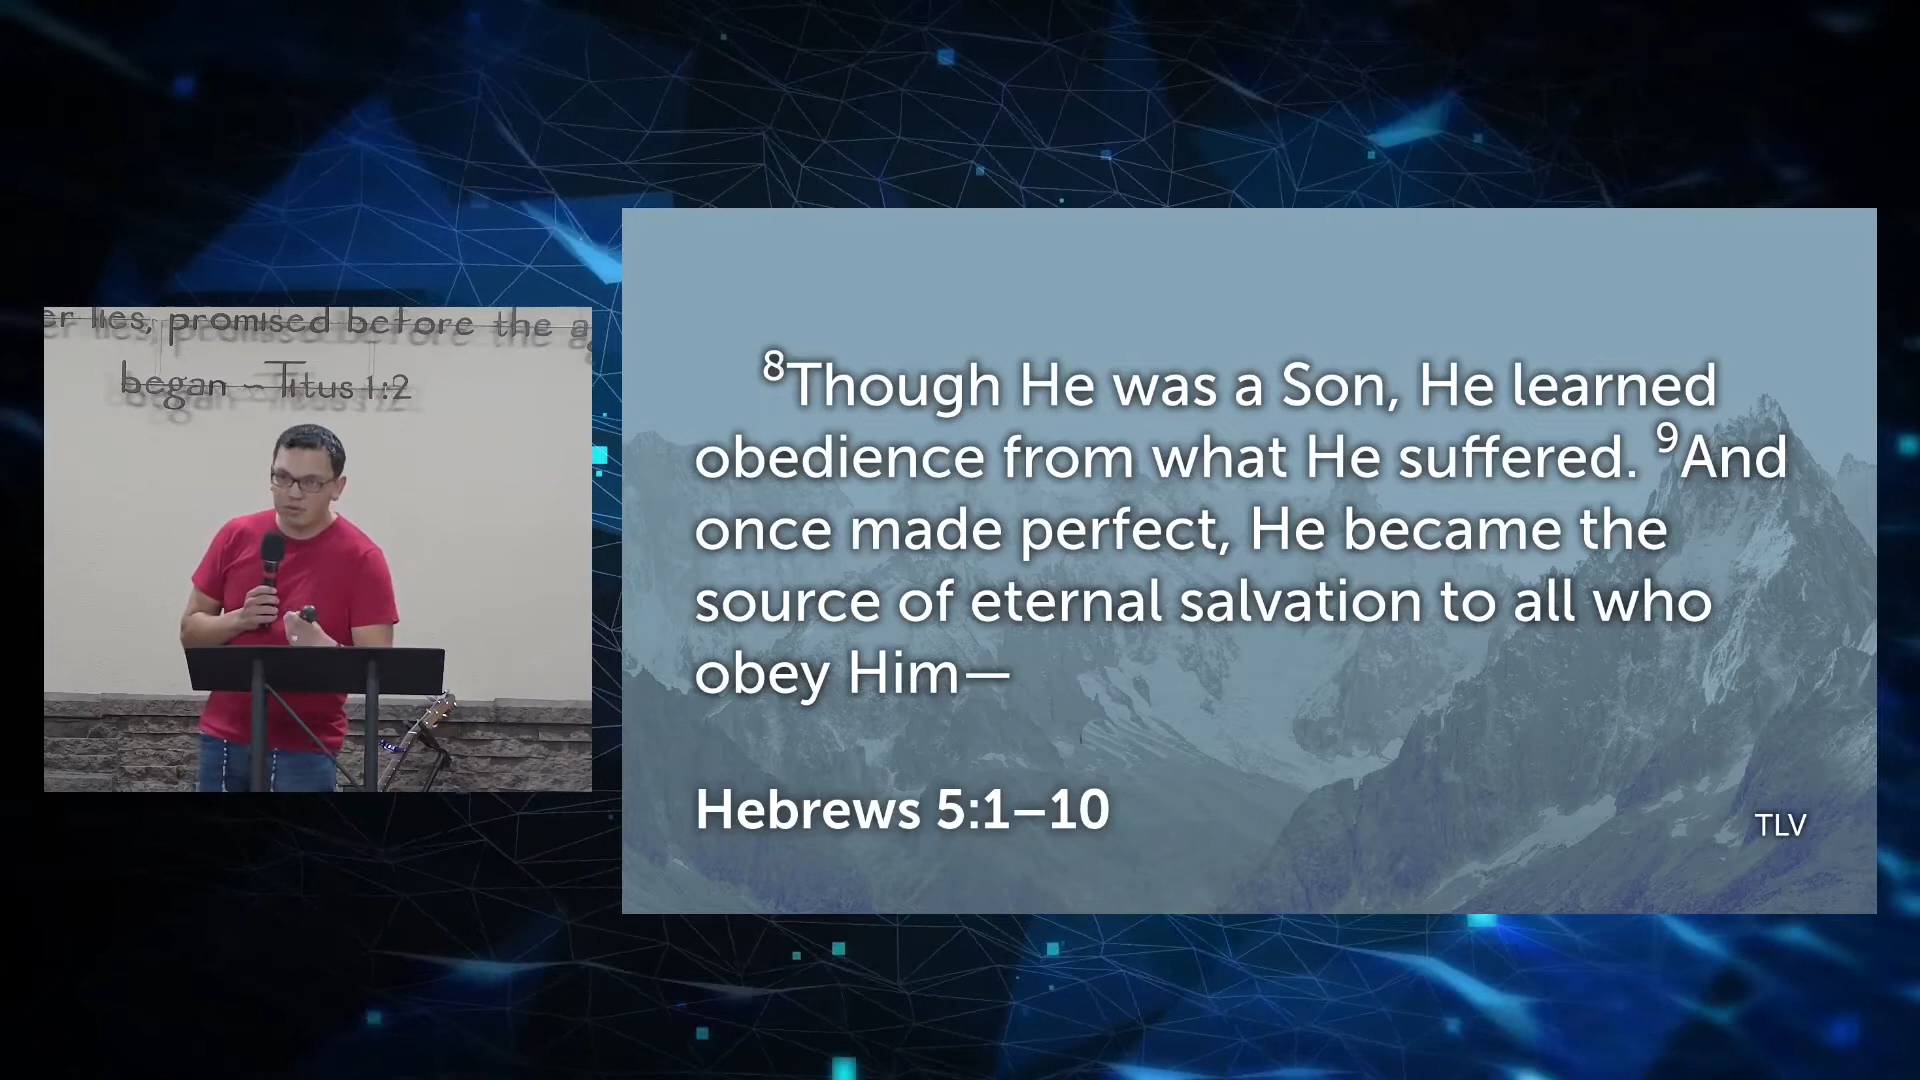 er lies, promised before the a
began ~ Titus 1:2
⁸Though He was a Son, He learned
obedience from what He suffered. ⁹And
once made perfect, He became the
source of eternal salvation to all who
obey Him—
Hebrews 5:1–10
TLV